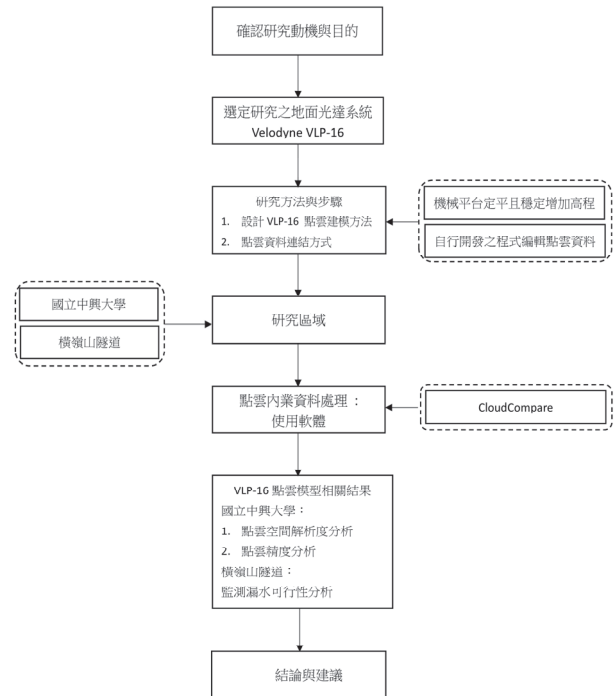 確認研究動機與目的
選定研究之地面光達系統
Velodyne VLP-16
研究方法與步驟
1. 設計 VLP-16 點雲建模方法
2. 點雲資料連結方式
機械平台定平且穩定增加高程
自行開發之程式編輯點雲資料
國立中興大學
橫嶺山隧道
研究區域
點雲內業資料處理：
使用軟體
CloudCompare
VLP-16 點雲模型相關結果
國立中興大學：
1. 點雲空間解析度分析
2. 點雲精度分析
橫嶺山隧道：
監測漏水可行性分析
結論與建議